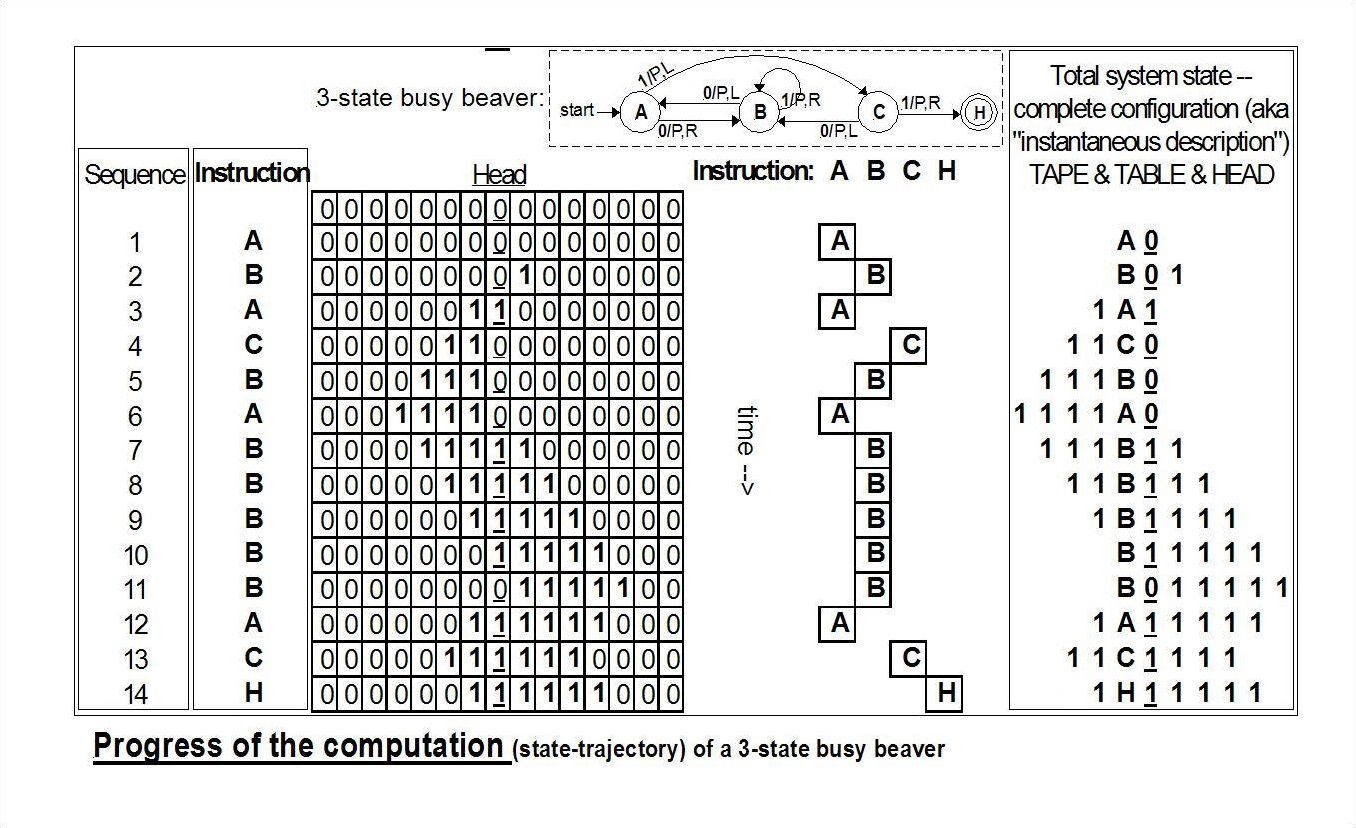 3-state busy beaver:
start A B C H
1/P,L
0/P,L
1/P,R
1/P,R
0/P,R
0/P,L
Total system state --
complete configuration (aka
"instantaneous description")
TAPE & TABLE & HEAD
Sequence Instruction Head Instruction: A B C H
0 0 0 0 0 0 0 0 0 0 0 0 0 0 0
1 A 0 0 0 0 0 0 0 0 0 0 0 0 0 0 0 A A 0
2 B 0 0 0 0 0 0 0 0 1 0 0 0 0 0 0 B B 0 1
3 A 0 0 0 0 0 0 1 1 0 0 0 0 0 0 0 A 1 A 1
4 C 0 0 0 0 0 1 1 0 0 0 0 0 0 0 0 C 1 1 C 0
5 B 0 0 0 0 1 1 1 0 0 0 0 0 0 0 0 B 1 1 1 B 0
6 A 0 0 0 1 1 1 1 0 0 0 0 0 0 0 0 A 1 1 1 1 A 0
7 B 0 0 0 0 1 1 1 1 1 0 0 0 0 0 0 B 1 1 1 B 1 1
8 B 0 0 0 0 0 1 1 1 1 1 0 0 0 0 0 B 1 1 B 1 1 1
9 B 0 0 0 0 0 0 1 1 1 1 1 0 0 0 0 B 1 B 1 1 1 1
10 B 0 0 0 0 0 0 0 1 1 1 1 1 0 0 0 B B 1 1 1 1 1
11 B 0 0 0 0 0 0 0 0 1 1 1 1 1 0 0 B B 0 1 1 1 1 1
12 A 0 0 0 0 0 0 1 1 1 1 1 1 0 0 0 A 1 A 1 1 1 1 1
13 C 0 0 0 0 0 1 1 1 1 1 1 0 0 0 0 C 1 1 C 1 1 1 1
14 H 0 0 0 0 0 0 1 1 1 1 1 1 0 0 0 H 1 H 1 1 1 1 1
time -->
Progress of the computation (state-trajectory) of a 3-state busy beaver